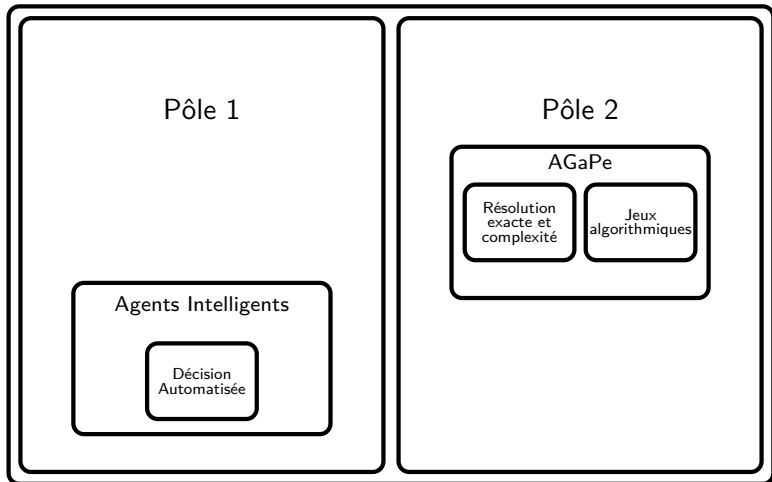 Pôle 1
Agents Intelligents
Décision
Automatisée
Pôle 2
AGaPe
Résolution
exacte et
complexité
Jeux
algorithmiques